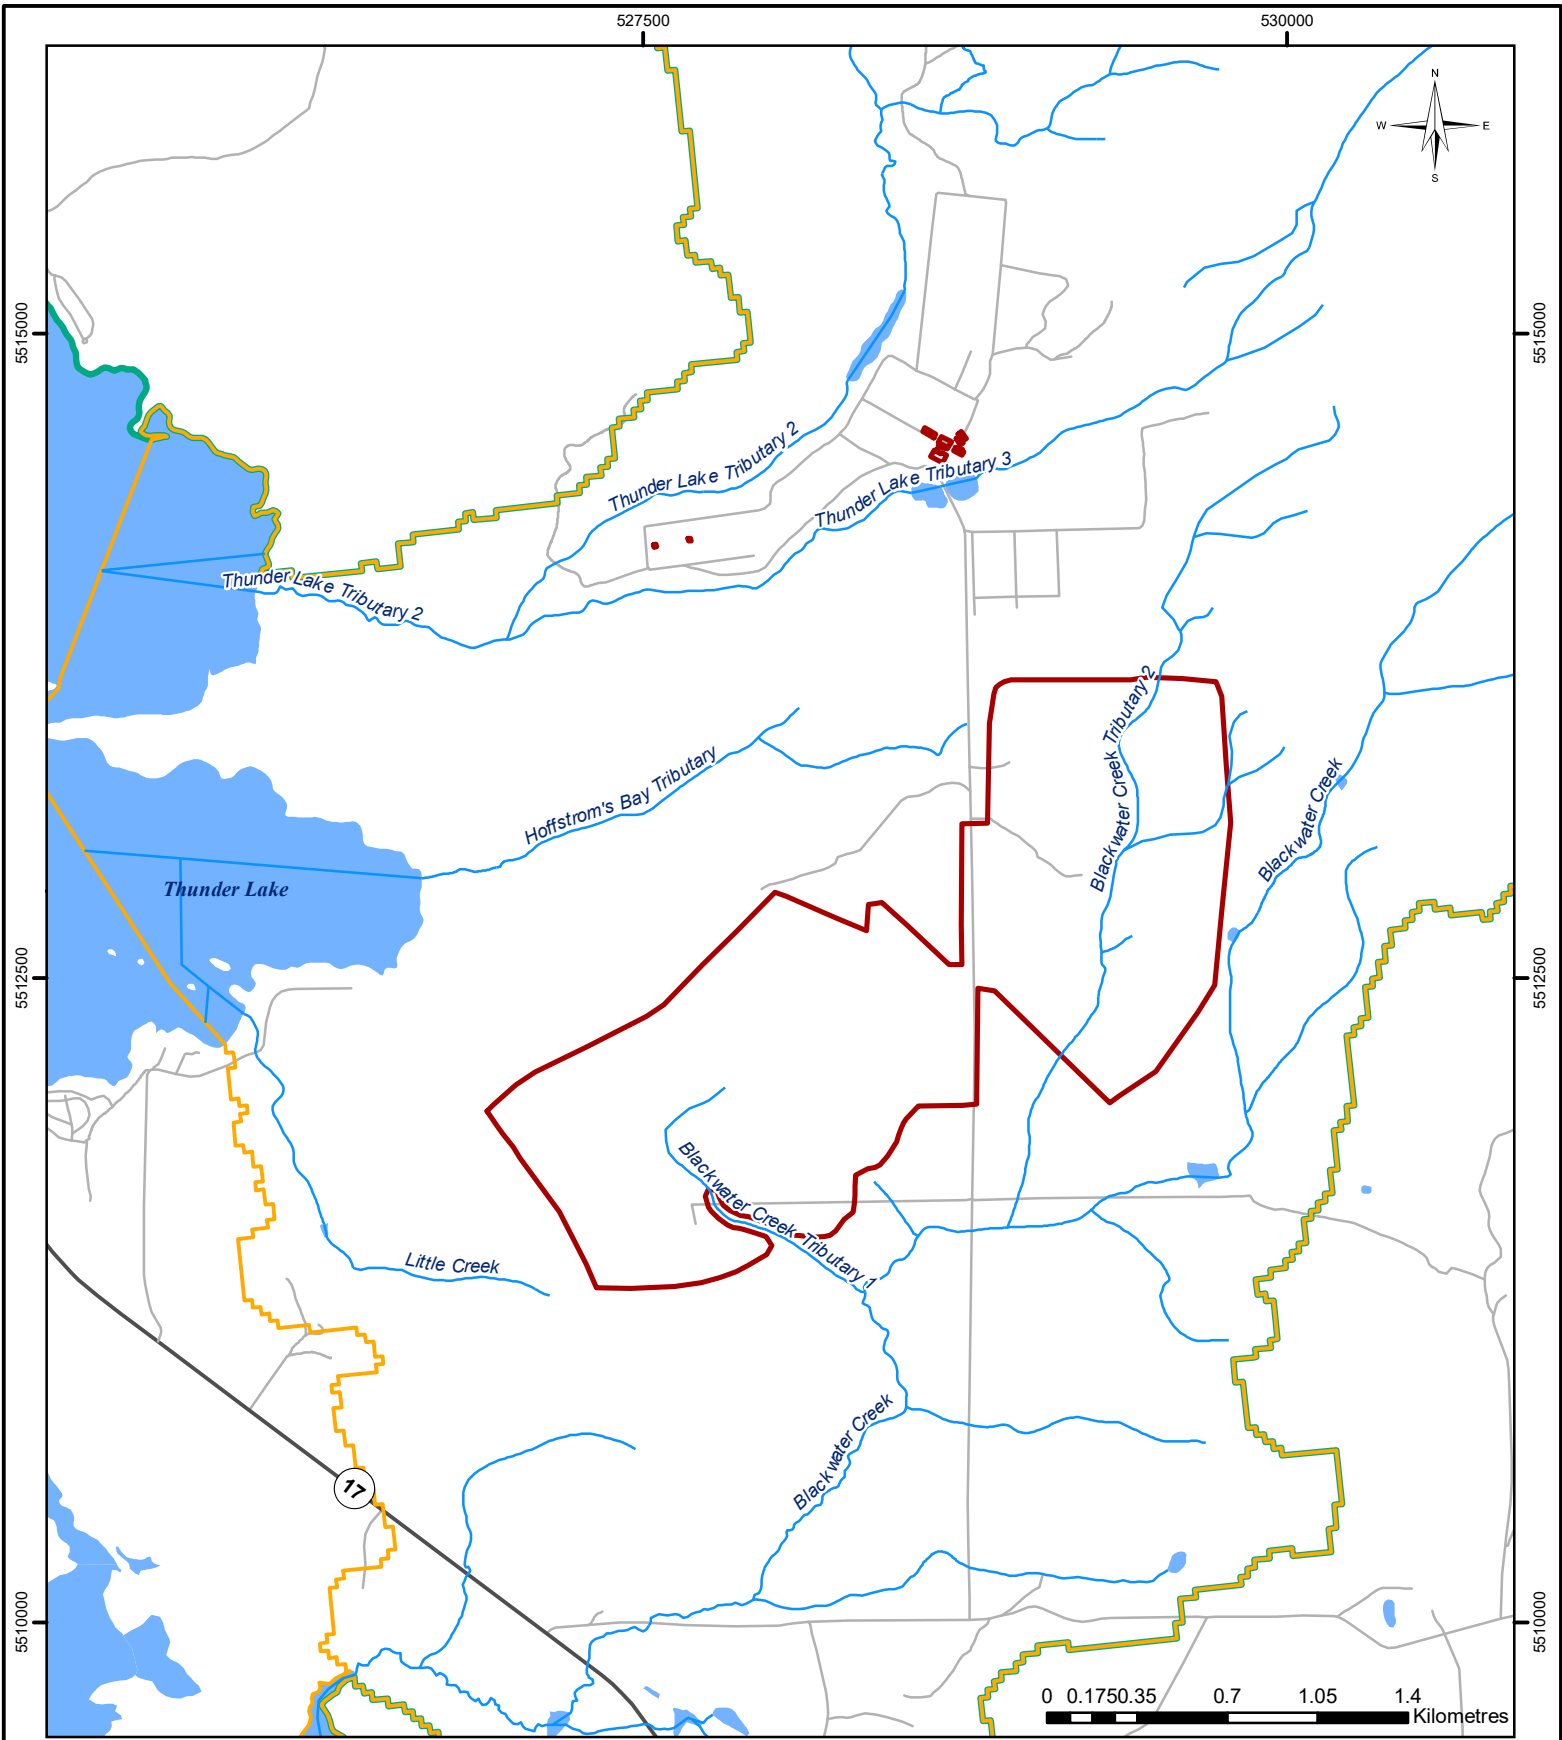 527500
530000
N
W E
S
5515000
5515000
Thunder Lake Tributary 2
Thunder Lake Tributary 3
Thunder Lake Tributary 2
Blackwater Creek Tributary 2
Hoffstrom's Bay Tributary
Blackwater Creek
Thunder Lake
5512500
5512500
Blackwater Creek Tributary 1
Little Creek
Blackwater Creek
17
5510000
5510000
0 0.1750.35 0.7 1.05 1.4
Kilometres